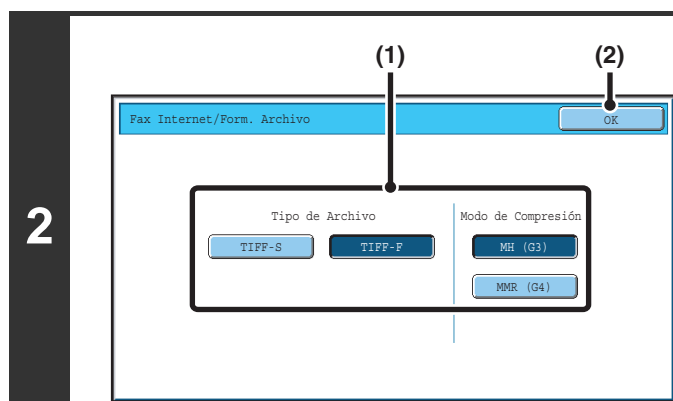 (1) (2)
Fax Internet/Form. Archivo OK
2
Tipo de Archivo Modo de Compresión
TIFF-S TIFF-F MH (G3)
MMR (G4)